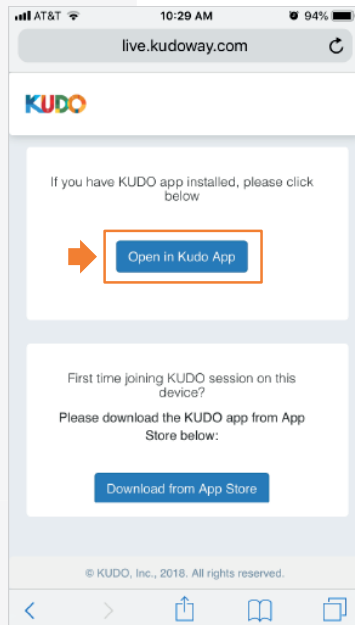 AT&T 10:29 AM 94%
live.kudoway.com
KUDO
If you have KUDO app installed, please click
below
Open in Kudo App
First time joining KUDO session on this
device?
Please download the KUDO app from App
Store below:
Download from App Store
© KUDO, Inc., 2018. All rights reserved.